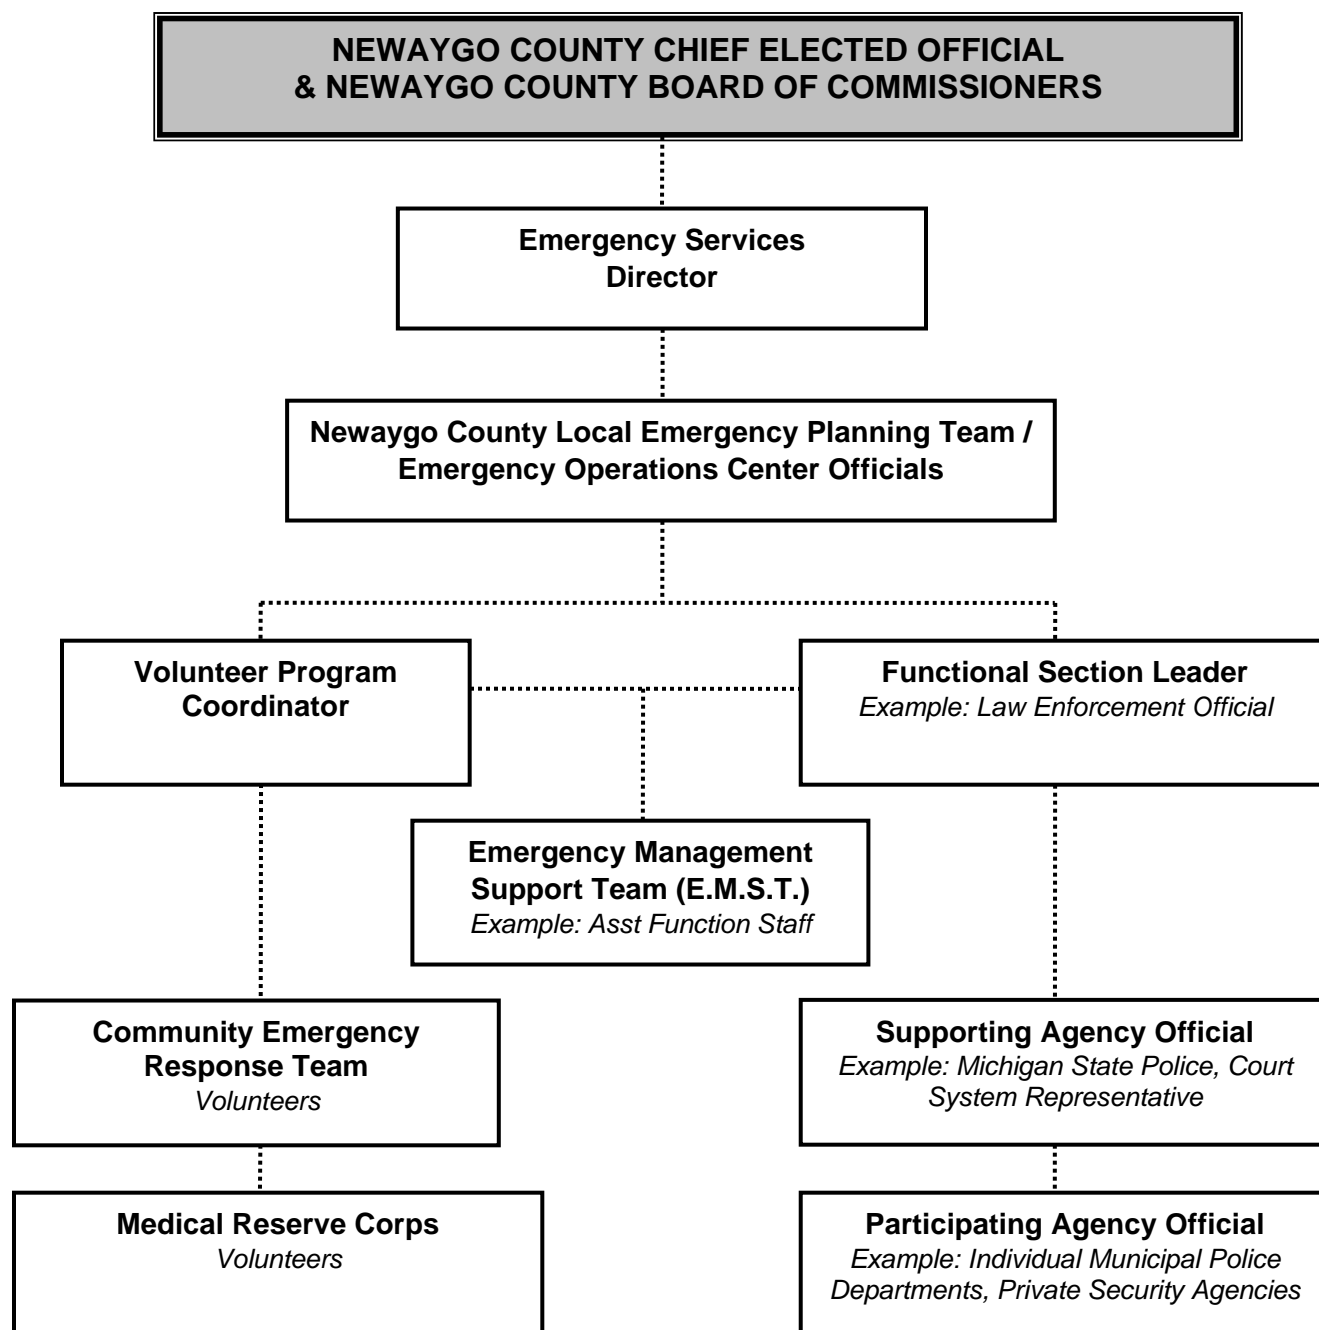 NEWAYGO COUNTY CHIEF ELECTED OFFICIAL
& NEWAYGO COUNTY BOARD OF COMMISSIONERS
Emergency Services
Director
Newaygo County Local Emergency Planning Team /
Emergency Operations Center Officials
Volunteer Program
Coordinator
Functional Section Leader
Example: Law Enforcement Official
Emergency Management
Support Team (E.M.S.T.)
Example: Asst Function Staff
Community Emergency
Response Team
Volunteers
Supporting Agency Official
Example: Michigan State Police, Court
System Representative
Medical Reserve Corps
Volunteers
Participating Agency Official
Example: Individual Municipal Police
Departments, Private Security Agencies